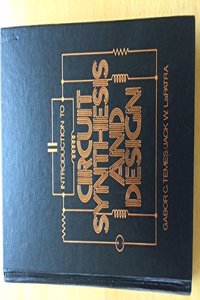 INTRODUCTION TO
CIRCUIT
SYNTHESIS
AND
DESIGN
GABOR C. TEMES/JACK W. LaPATRA